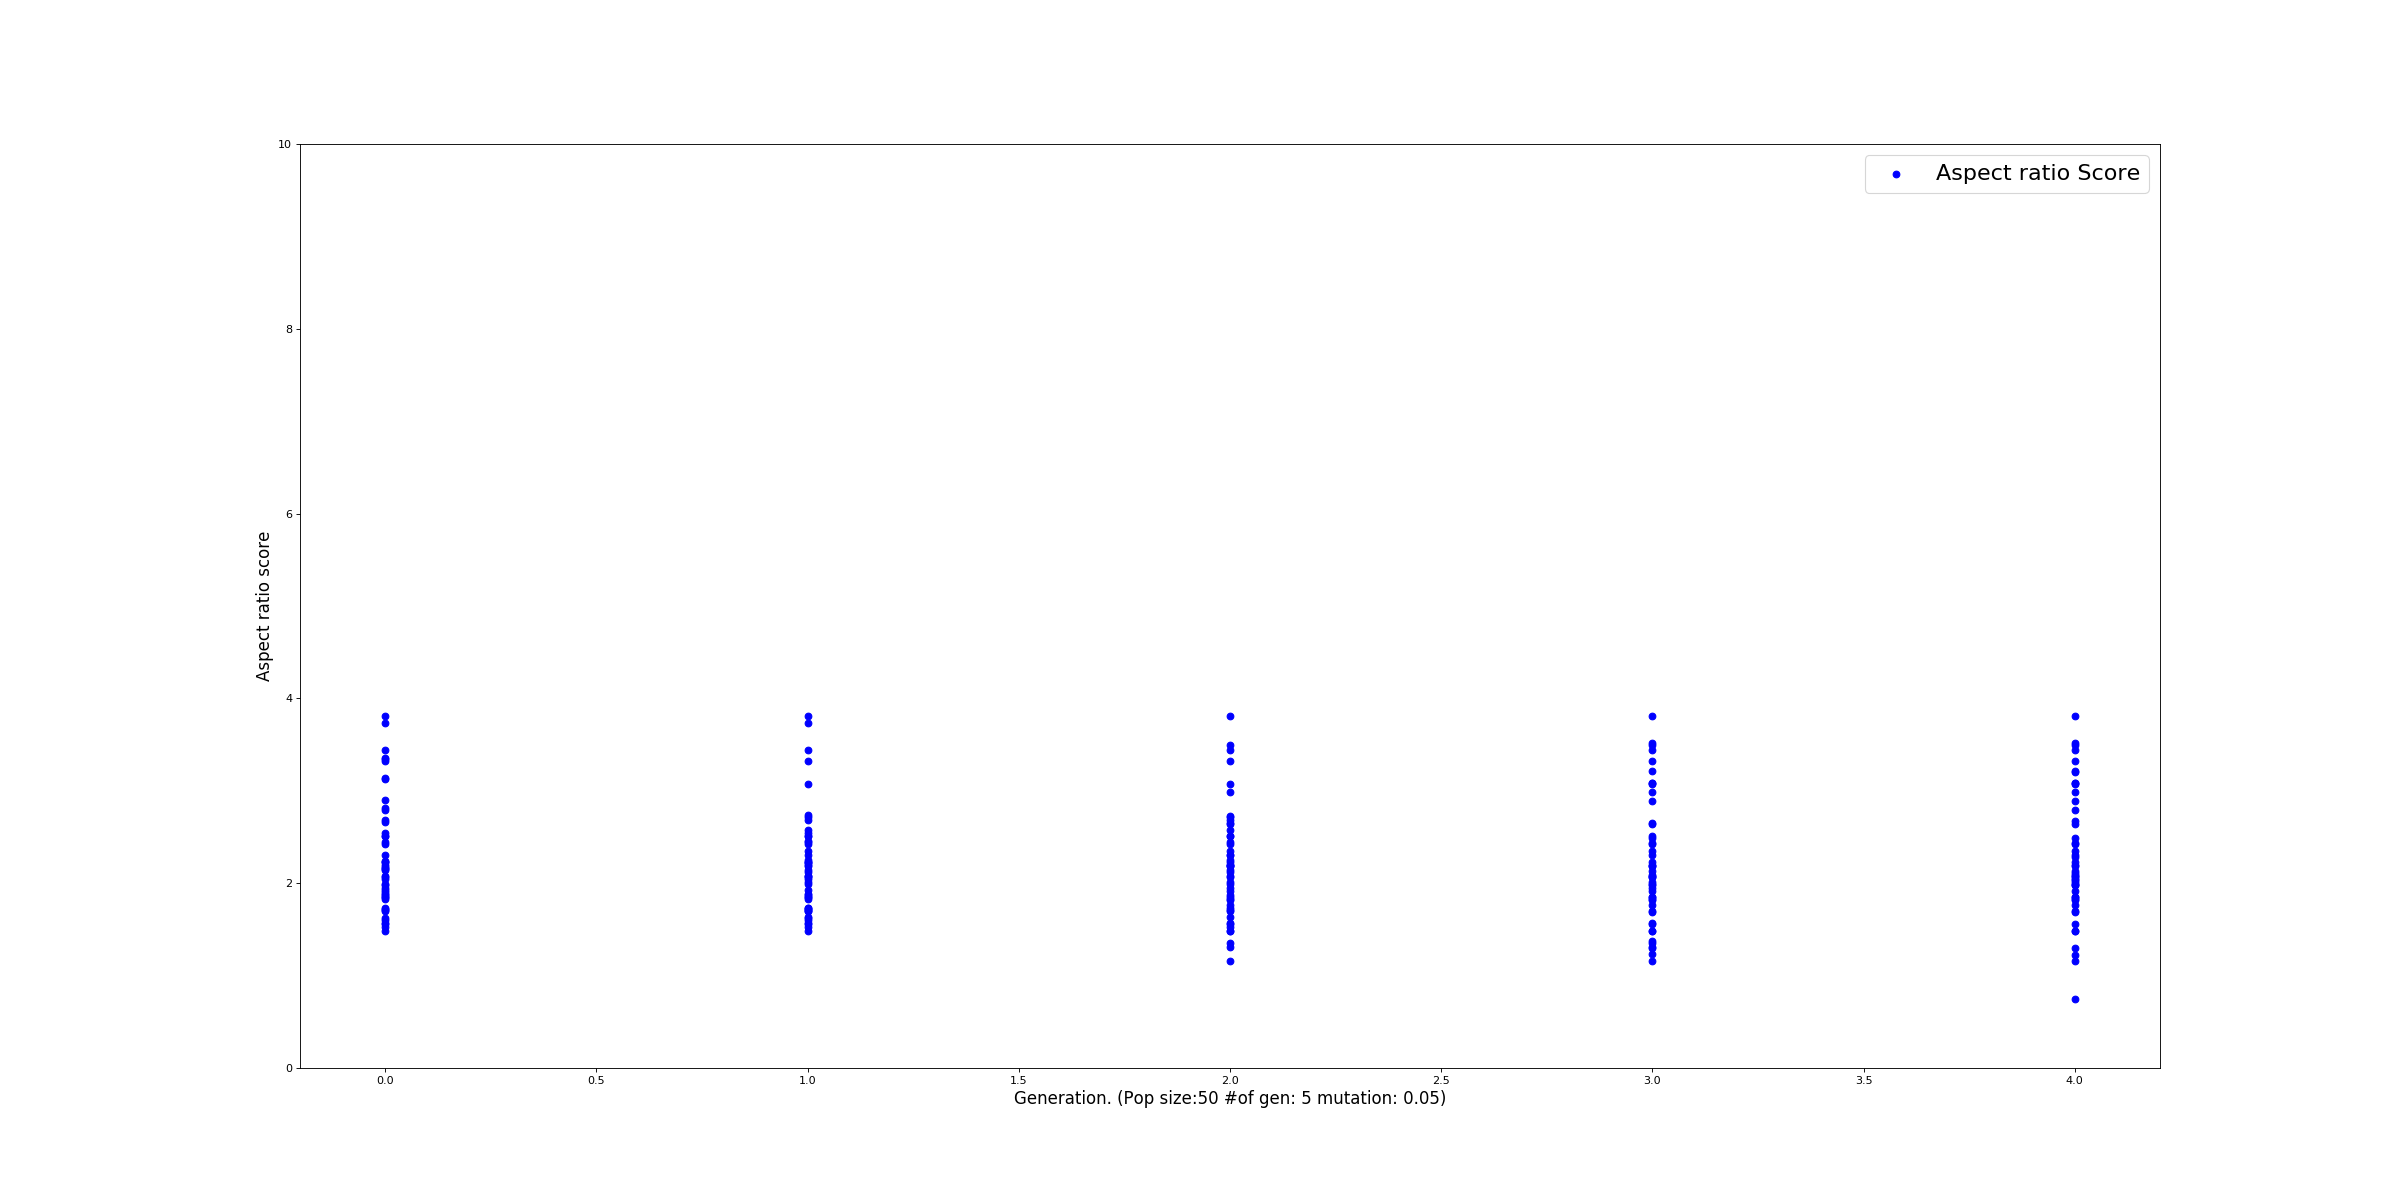 10
Aspect ratio Score
8
6
Aspect ratio score
4
2
0
0.0 0.5 1.0 1.5 2.0 2.5 3.0 3.5 4.0
Generation. (Pop size:50 #of gen: 5 mutation: 0.05)